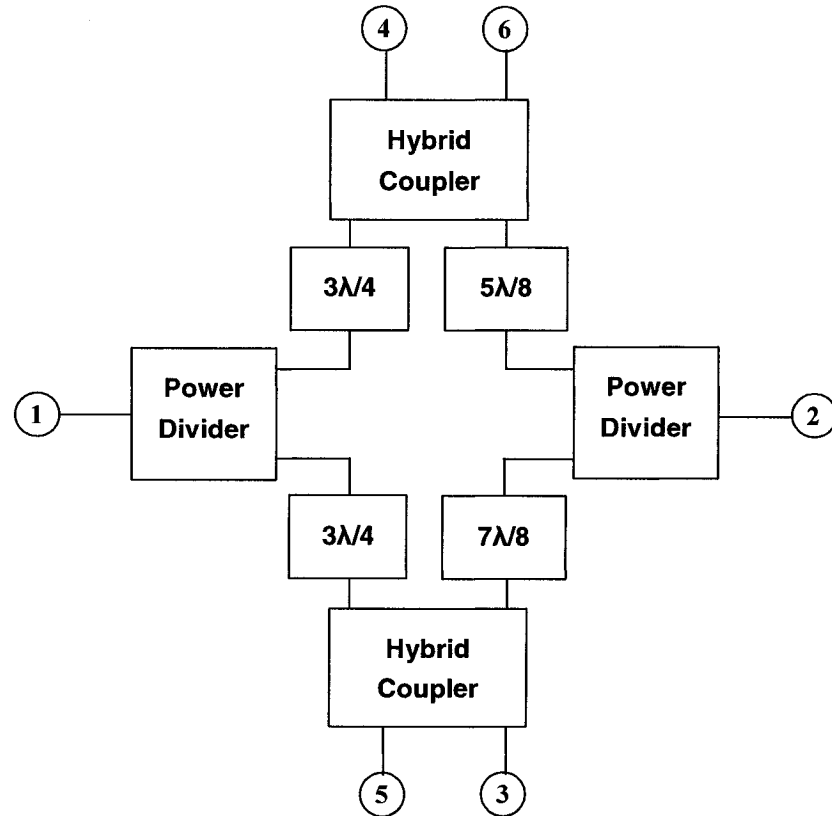 4
6
Hybrid
Coupler
3λ/4
5λ/8
1
Power
Divider
Power
Divider
2
3λ/4
7λ/8
Hybrid
Coupler
5
3